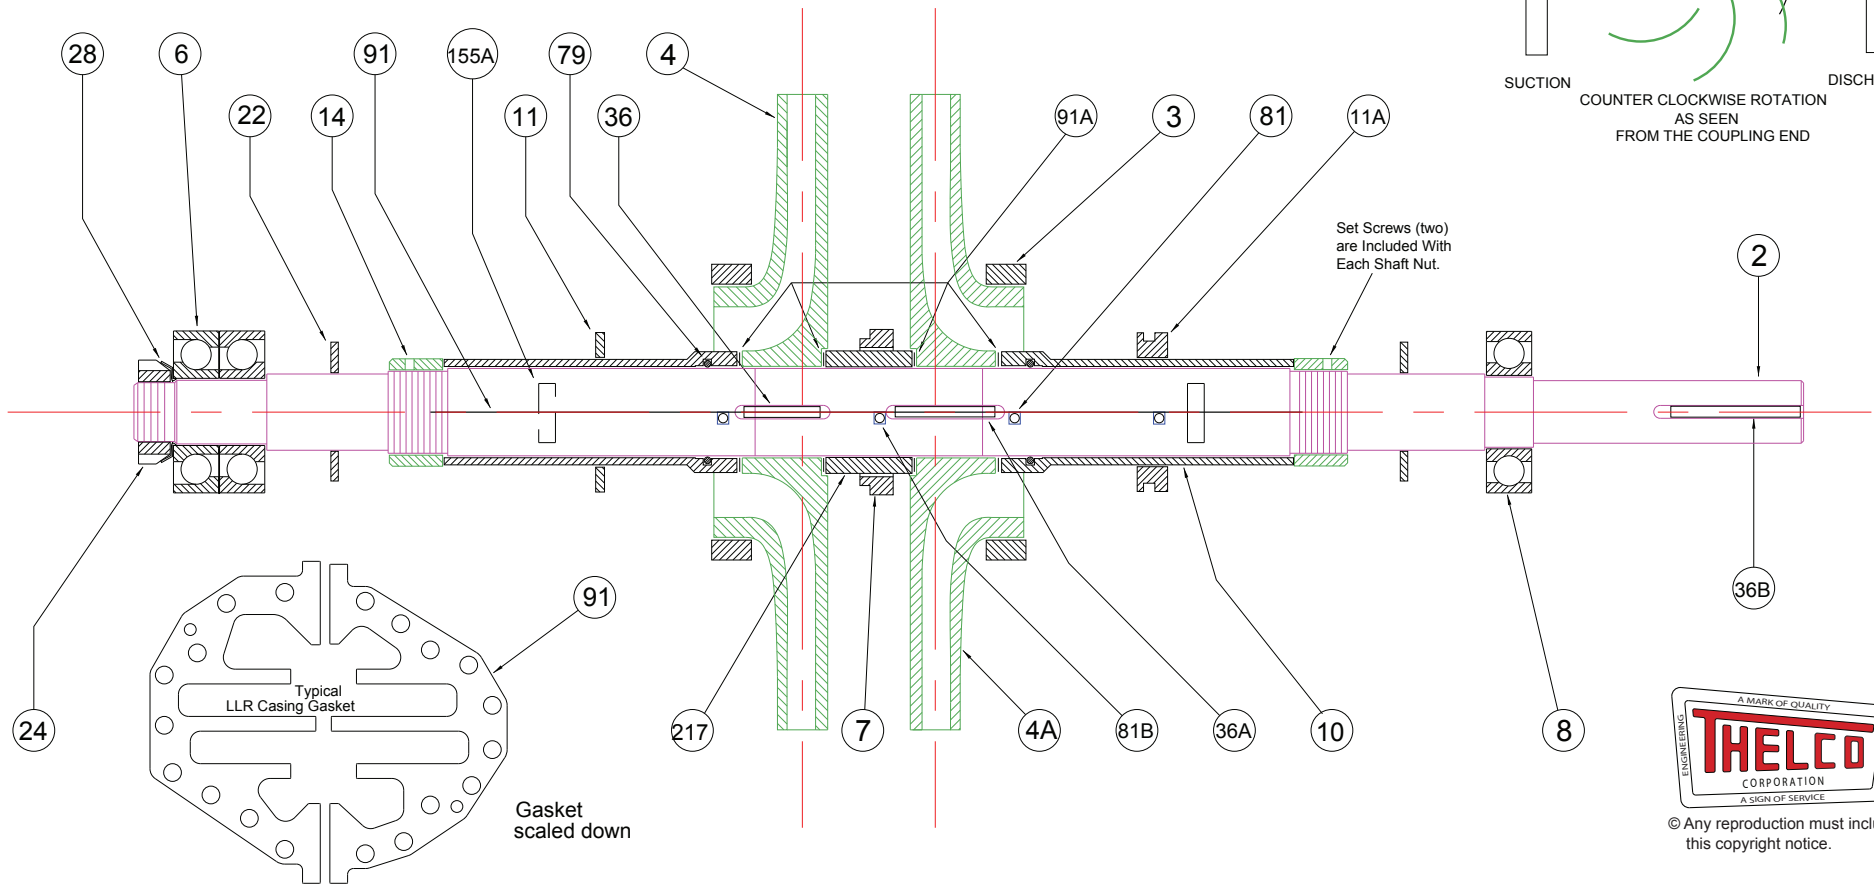 28
6
91
155A
79
4
22
14
11
36
91A
3
81
11A
SUCTION
DISCH
COUNTER CLOCKWISE ROTATION
AS SEEN
FROM THE COUPLING END
Set Screws (two)
are Included With
Each Shaft Nut.
2
91
36B
Typical
LLR Casing Gasket
24
217
7
4A
81B
36A
10
8
Gasket
scaled down
A MARK OF QUALITY
ENGINEERING
THELCO
CORPORATION
A SIGN OF SERVICE
© Any reproduction must inclu
this copyright notice.